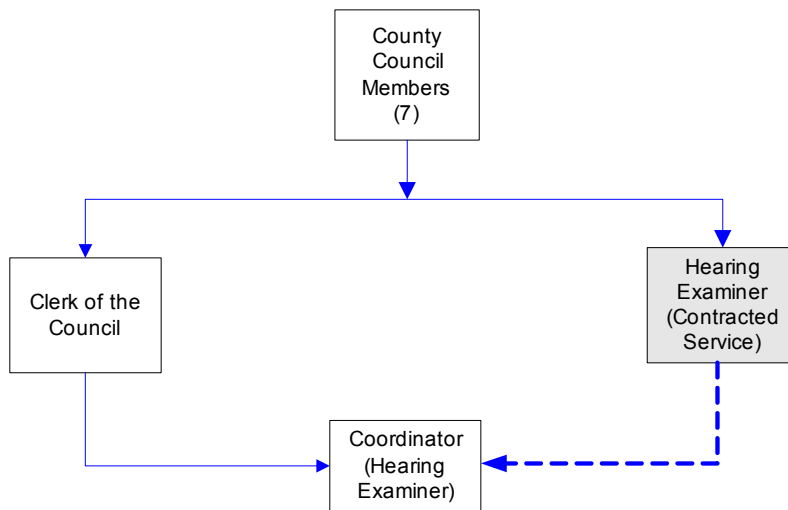 County
Council
Members
(7)
Clerk of the
Council
Hearing
Examiner
(Contracted
Service)
Coordinator
(Hearing
Examiner)